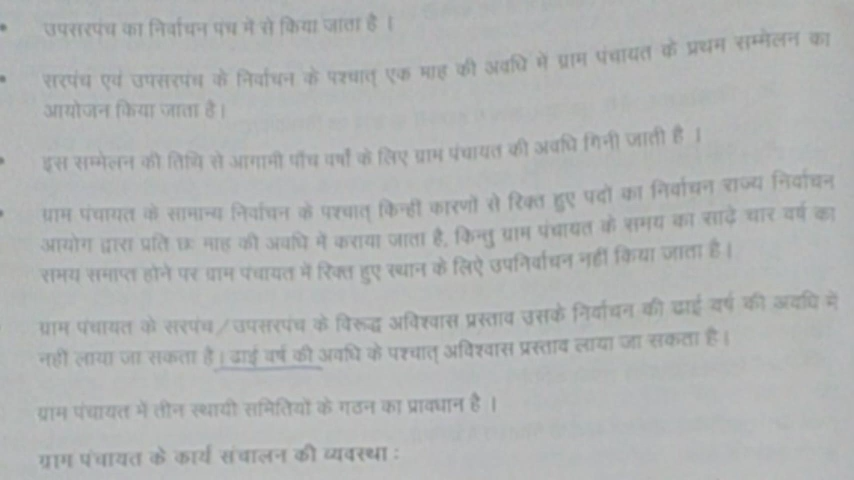 उपसरपंच का निर्वाचन पंच मे से किया जाता है ।
सरपंच एवं उपसरपंच के निर्वाचन के पश्चात् एक माह की अवधि में ग्राम पंचायत के प्रथम सम्मेलन का
आयोजन किया जाता है।
इस सम्मेलन की तिथि से आगामी पाँच वर्षों के लिए ग्राम पंचायत की अवधि गिनी जाती है ।
ग्राम पंचायत के सामान्य निर्वाचन के पश्चात् किन्ही कारणों से रिक्त हुए पदों का निर्वाचन राज्य निर्वाचन
आयोग द्वारा प्रति छः माह की अवधि में कराया जाता है, किन्तु ग्राम पंचायत के समय का साढ़े चार वर्ष का
समय समाप्त होने पर ग्राम पंचायत में रिक्त हुए स्थान के लिऐ उपनिर्वाचन नहीं किया जाता है।
ग्राम पंचायत के सरपंच/उपसरपंच के विरूद्ध अविश्वास प्रस्ताव उसके निर्वाचन की ढाई वर्ष की अवधि में
नहीं लाया जा सकता है। ढाई वर्ष की अवधि के पश्चात् अविश्वास प्रस्ताव लाया जा सकता है।
ग्राम पंचायत में तीन स्थायी समितियों के गठन का प्रावधान है ।
ग्राम पंचायत के कार्य संचालन की व्यवस्था :